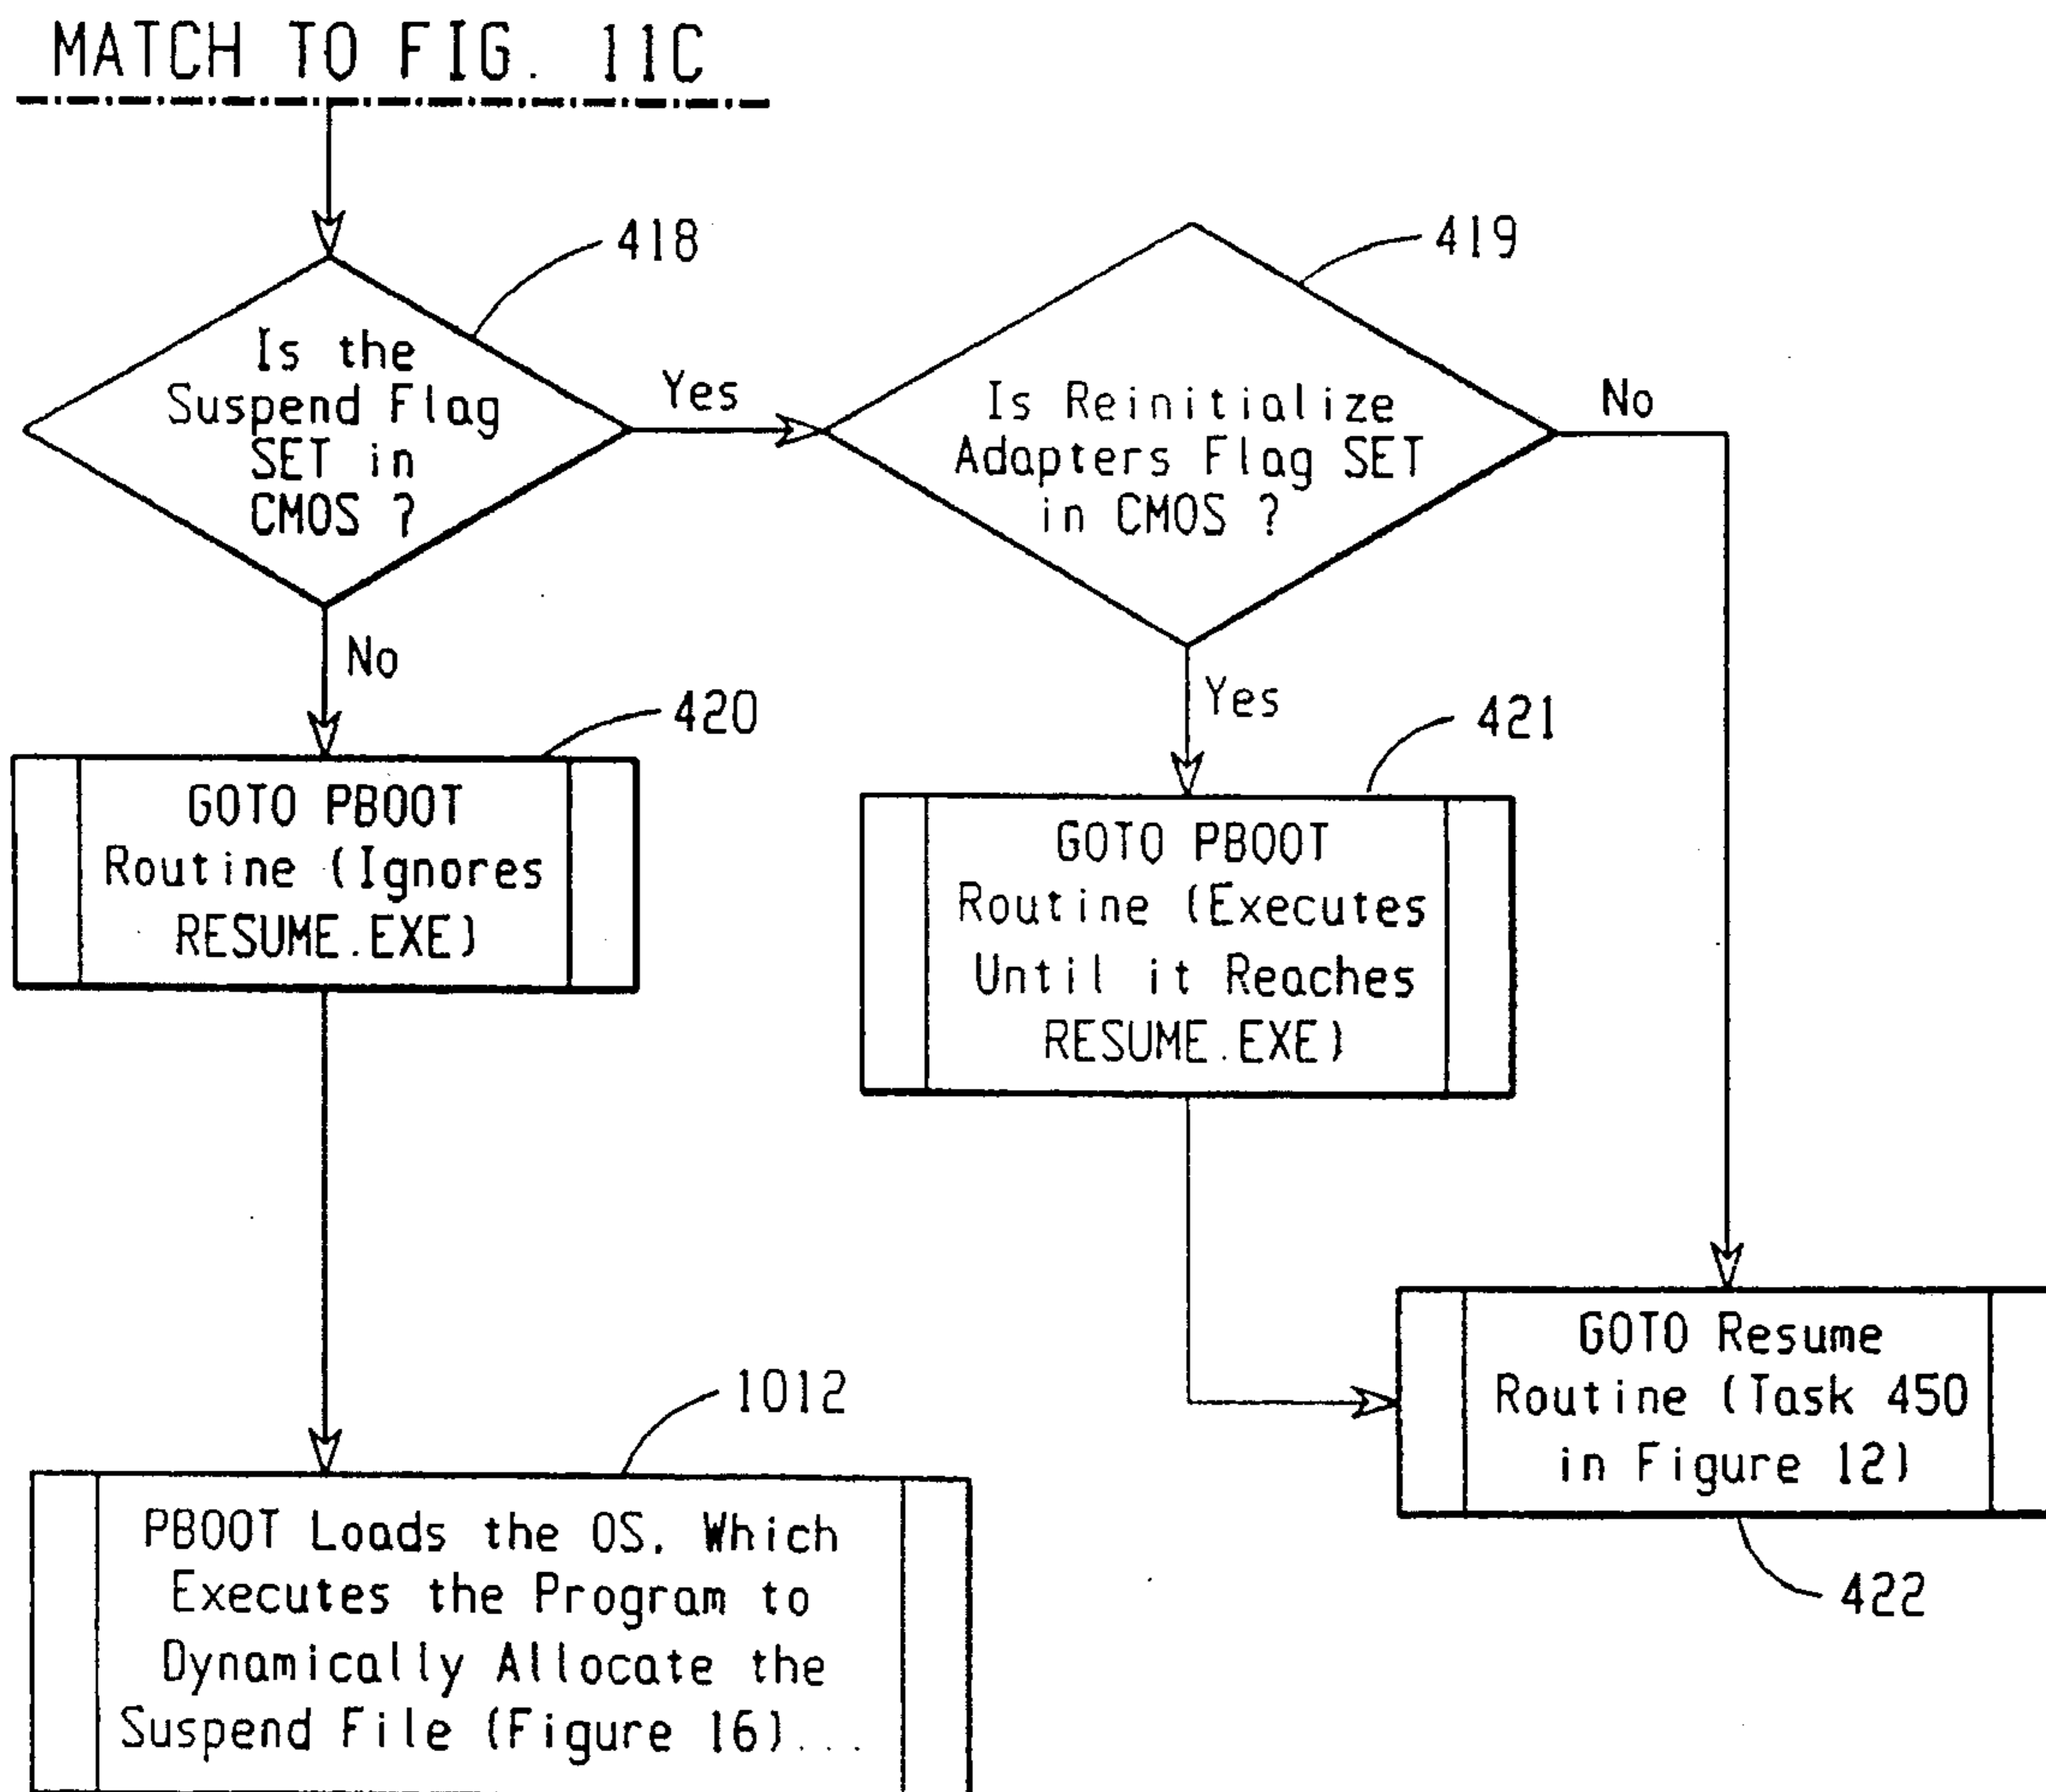 MATCH TO FIG. 11C
418
Is the
Suspend Flag
SET in
CMOS ?
Yes
No
419
Is Reinitialize
Adapters Flag SET
in CMOS ?
No
Yes
420
GOTO PBOOT
Routine (Ignores
RESUME.EXE)
421
GOTO PBOOT
Routine (Executes
Until it Reaches
RESUME.EXE)
1012
PBOOT Loads the OS, Which
Executes the Program to
Dynamically Allocate the
Suspend File (Figure 16)...
GOTO Resume
Routine (Task 450
in Figure 12)
422